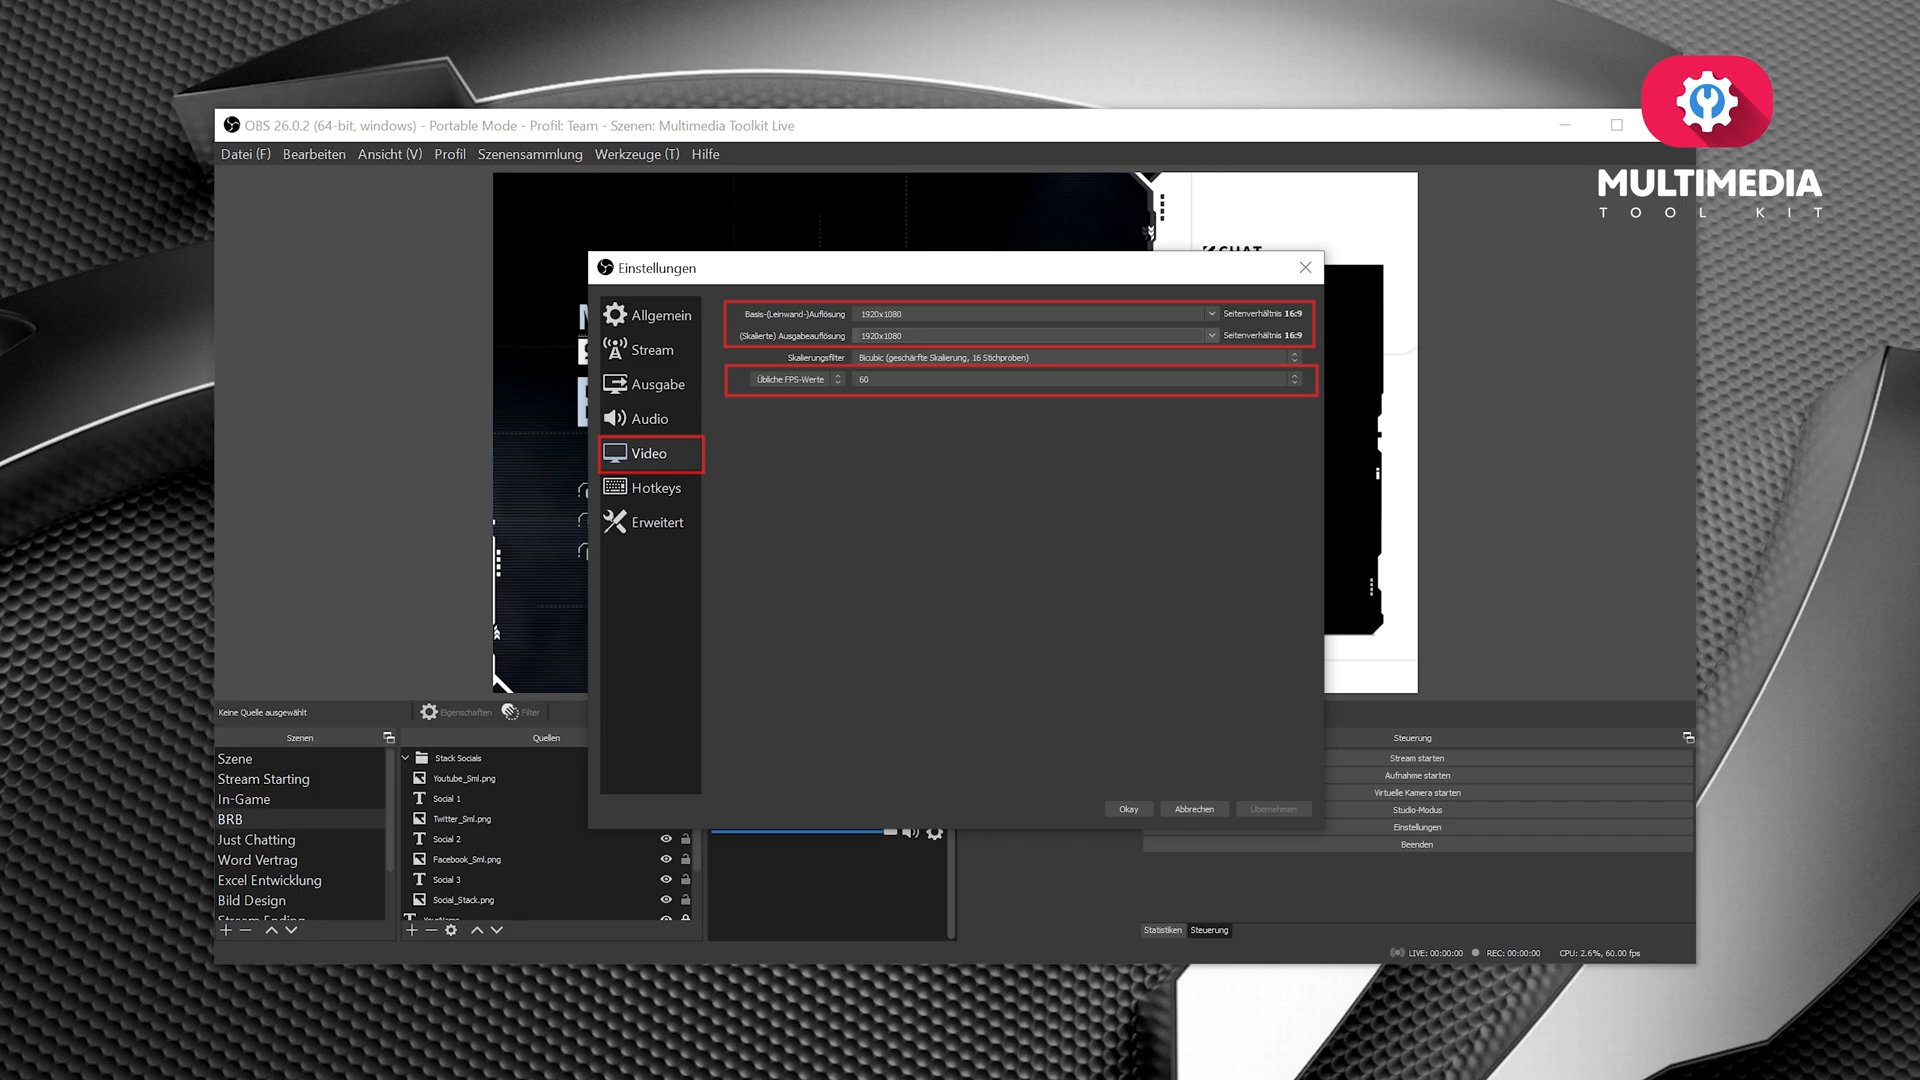 MULTIMEDIA
TOOL KIT
OBS 26.0.2 (64-bit, windows) - Portable Mode - Profil: Team - Szenen: Multimedia Toolkit Live
Datei (F) Bearbeiten Ansicht (V) Profil Szenensammlung Werkzeuge (T) Hilfe
CHAT
Einstellungen
Allgemein
Stream
Ausgabe
Audio
Video
Hotkeys
Erweitert
Basis-(Leinwand-)Auflösung 1920x1080 Seitenverhältnis 16:9
(Skalierte) Ausgabeauflösung 1920x1080 Seitenverhältnis 16:9
Skalierungsfilter Bicubic (geschärfte Skalierung, 16 Stichproben)
Übliche FPS-Werte 60
Okay Abbrechen Übernehmen
Keine Quelle ausgewählt Eigenschaften Filter
Szenen
Szene
Stream Starting
In-Game
BRB
Just Chatting
Word Vertrag
Excel Entwicklung
Bild Design
Stream Ending
Quellen
Stack Socials
Youtube_Sml.png
Social 1
Twitter_Sml.png
Social 2
Facebook_Sml.png
Social 3
Social_Stack.png
YourName
Steuerung
Stream starten
Aufnahme starten
Virtuelle Kamera starten
Studio-Modus
Einstellungen
Beenden
Statistiken Steuerung
LIVE: 00:00:00 REC: 00:00:00 CPU: 2.6%, 60.00 fps